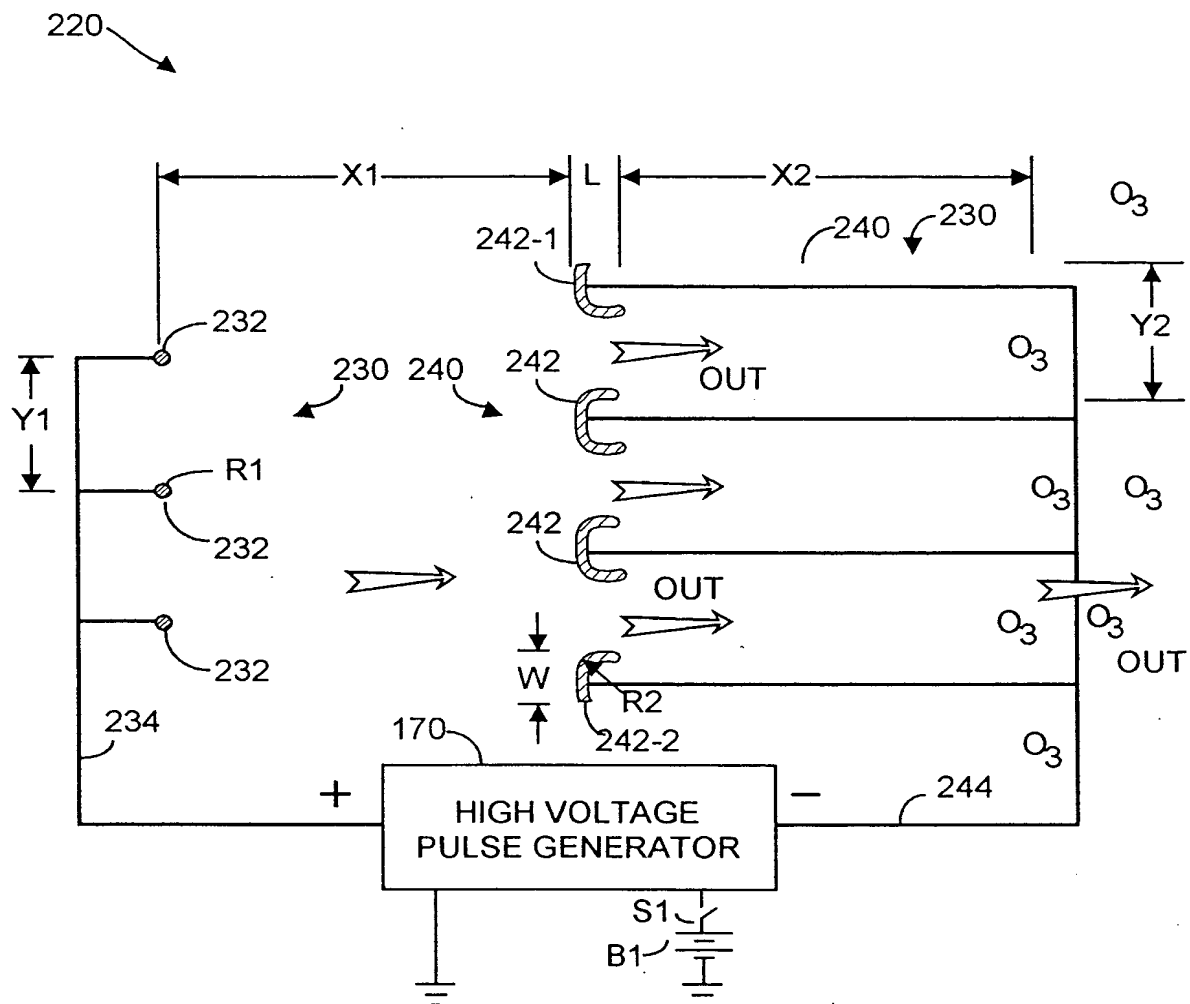 220
X1
L
X2
O3
242-1
240
230
232
Y2
230
240
242
OUT
O3
Y1
R1
O3
O3
232
242
OUT
O3
O3
OUT
232
W
R2
234
170
242-2
O3
+
−
244
HIGH VOLTAGE
PULSE GENERATOR
S1
B1